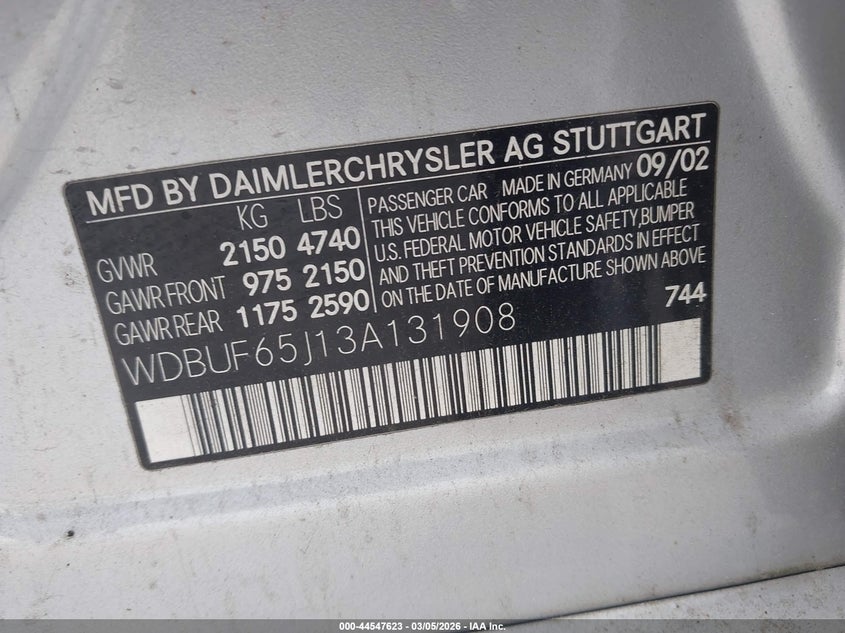 MFD BY DAIMLERCHRYSLER AG STUTTGART
KG LBS
GVWR 2150 4740
GAWR FRONT 975 2150
GAWR REAR 1175 2590
PASSENGER CAR MADE IN GERMANY 09/02
THIS VEHICLE CONFORMS TO ALL APPLICABLE
U.S. FEDERAL MOTOR VEHICLE SAFETY,BUMPER
AND THEFT PREVENTION STANDARDS IN EFFECT
ON THE DATE OF MANUFACTURE SHOWN ABOVE
744
WDBUF65J13A131908
000-44547623 - 03/05/2026 - IAA Inc.